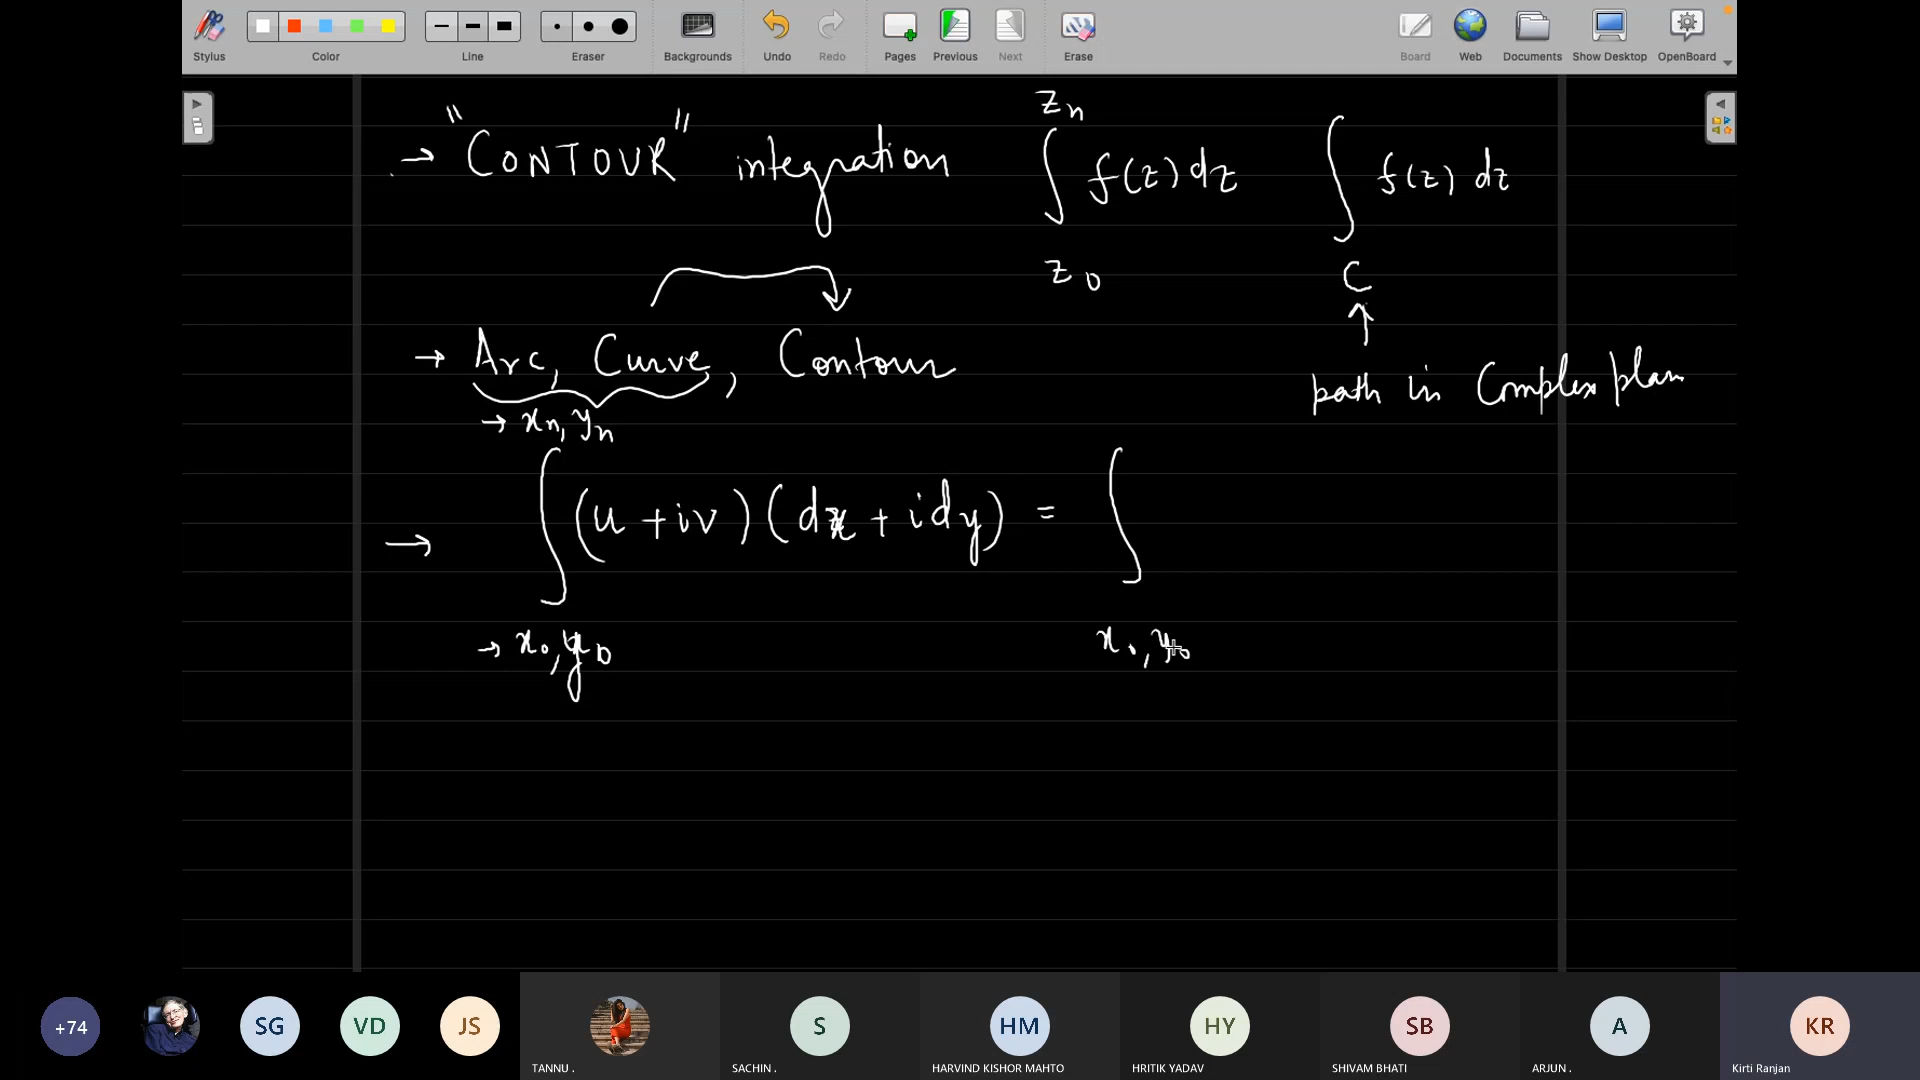 Stylus Color Line Eraser Backgrounds Undo Redo Pages Previous Next Erase Board Web Documents Show Desktop OpenBoard
→ "CONTOUR" integration ∫ f(z) dz ∫ f(z) dz
zn
z0 C
↑
→ Arc, Curve, Contour path in Complex plan
→ xn, yn
→ ∫ (u + iv) (dx + idy) = ∫
→ x0, y0 x0, y0
+74 SG VD JS S HM HY SB A KR
TANNU . SACHIN . HARVIND KISHOR MAHTO HRITIK YADAV SHIVAM BHATI ARJUN . Kirti Ranjan